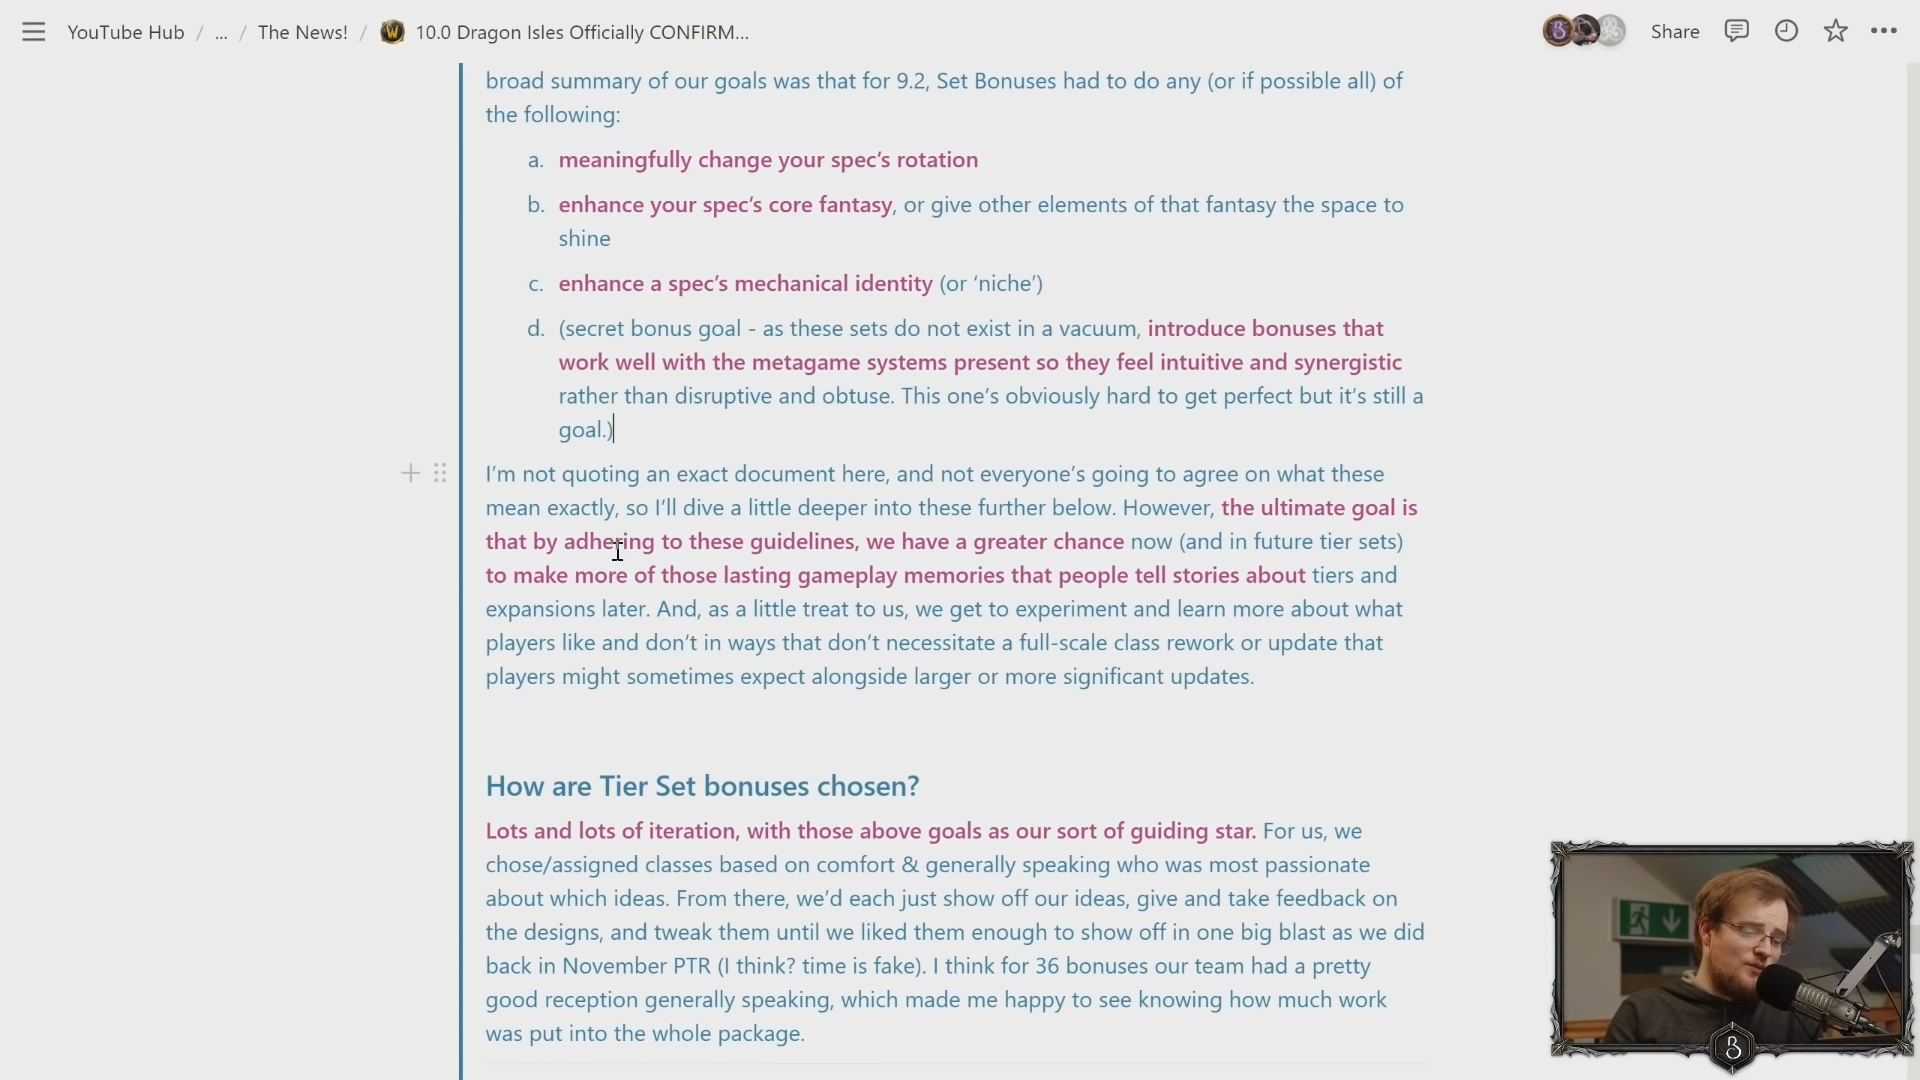 YouTube Hub / ... / The News! / 10.0 Dragon Isles Officially CONFIRM...
Share
broad summary of our goals was that for 9.2, Set Bonuses had to do any (or if possible all) of
the following:
a. meaningfully change your spec’s rotation
b. enhance your spec’s core fantasy, or give other elements of that fantasy the space to
shine
c. enhance a spec’s mechanical identity (or ‘niche’)
d. (secret bonus goal - as these sets do not exist in a vacuum, introduce bonuses that
work well with the metagame systems present so they feel intuitive and synergistic
rather than disruptive and obtuse. This one’s obviously hard to get perfect but it’s still a
goal.)
I’m not quoting an exact document here, and not everyone’s going to agree on what these
mean exactly, so I’ll dive a little deeper into these further below. However, the ultimate goal is
that by adhering to these guidelines, we have a greater chance now (and in future tier sets)
to make more of those lasting gameplay memories that people tell stories about tiers and
expansions later. And, as a little treat to us, we get to experiment and learn more about what
players like and don’t in ways that don’t necessitate a full-scale class rework or update that
players might sometimes expect alongside larger or more significant updates.
How are Tier Set bonuses chosen?
Lots and lots of iteration, with those above goals as our sort of guiding star. For us, we
chose/assigned classes based on comfort & generally speaking who was most passionate
about which ideas. From there, we’d each just show off our ideas, give and take feedback on
the designs, and tweak them until we liked them enough to show off in one big blast as we did
back in November PTR (I think? time is fake). I think for 36 bonuses our team had a pretty
good reception generally speaking, which made me happy to see knowing how much work
was put into the whole package.
B